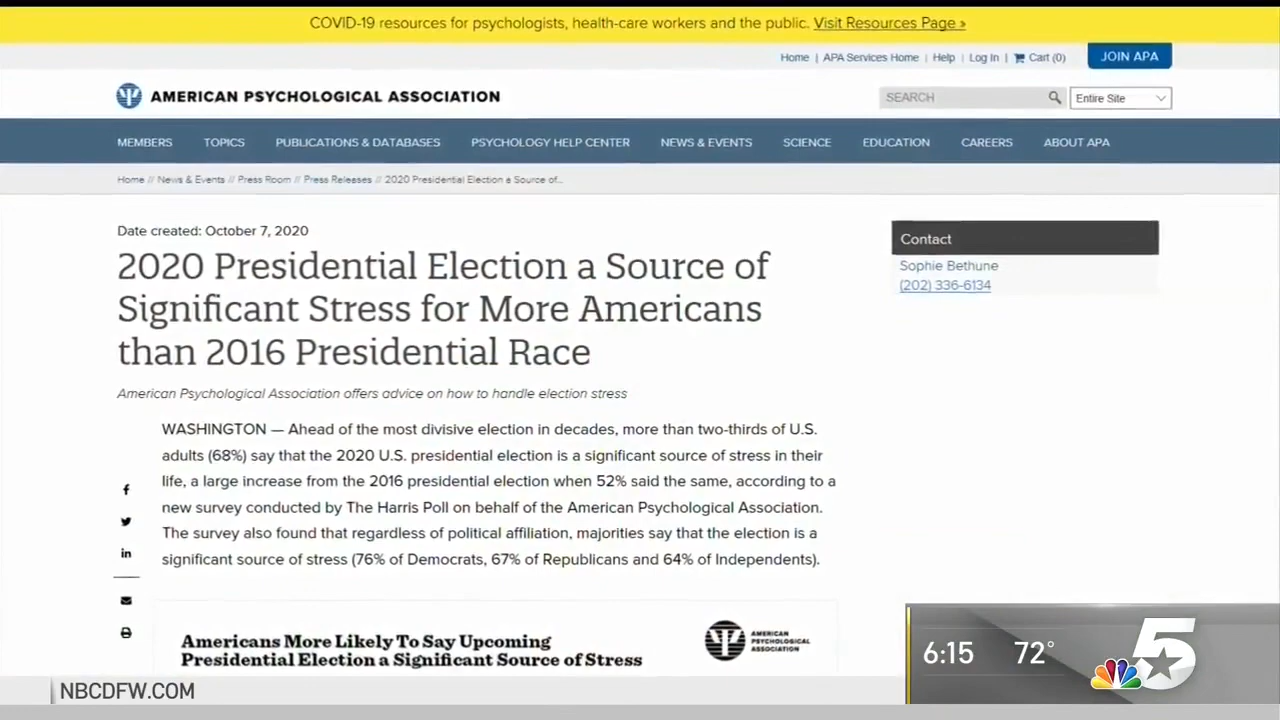 COVID-19 resources for psychologists, health-care workers and the public. Visit Resources Page »
Home | APA Services Home | Help | Log In | Cart (0) JOIN APA
AMERICAN PSYCHOLOGICAL ASSOCIATION
SEARCH Entire Site
MEMBERS TOPICS PUBLICATIONS & DATABASES PSYCHOLOGY HELP CENTER NEWS & EVENTS SCIENCE EDUCATION CAREERS ABOUT APA
Home // News & Events // Press Room // Press Releases // 2020 Presidential Election a Source of...
Date created: October 7, 2020
2020 Presidential Election a Source of
Significant Stress for More Americans
than 2016 Presidential Race
American Psychological Association offers advice on how to handle election stress
WASHINGTON — Ahead of the most divisive election in decades, more than two-thirds of U.S.
adults (68%) say that the 2020 U.S. presidential election is a significant source of stress in their
life, a large increase from the 2016 presidential election when 52% said the same, according to a
new survey conducted by The Harris Poll on behalf of the American Psychological Association.
The survey also found that regardless of political affiliation, majorities say that the election is a
significant source of stress (76% of Democrats, 67% of Republicans and 64% of Independents).
Contact
Sophie Bethune
(202) 336-6134
Americans More Likely To Say Upcoming
Presidential Election a Significant Source of Stress
AMERICAN
PSYCHOLOGICAL
ASSOCIATION
6:15 72° 5
NBCDFW.COM